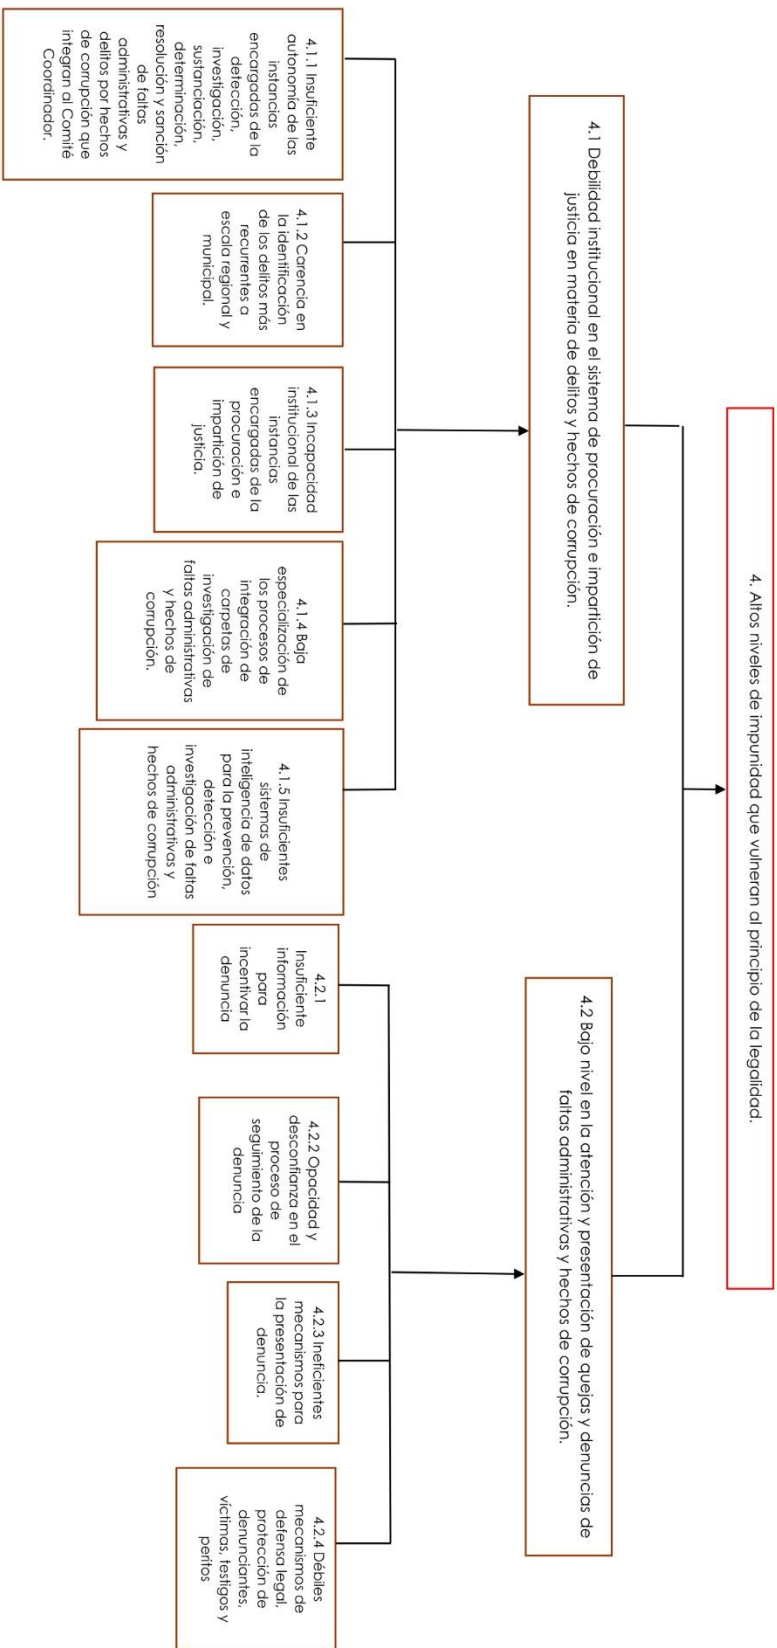 4. Altos niveles de impunidad que vulneran al principio de la legalidad.
4.1 Debilidad institucional en el sistema de procuración e impartición de
justicia en materia de delitos y hechos de corrupción.
4.2 Bajo nivel en la atención y presentación de quejas y denuncias de
faltas administrativas y hechos de corrupción.
4.1.1 Insuficiente
autonomía de las
instancias
encargadas de la
detección,
investigación,
sustanciación,
determinación,
resolución y sanción
de faltas
administrativas y
delitos por hechos
de corrupción que
integran al Comité
Coordinador.
4.1.2 Carencia en
la identificación
de los delitos más
recurrentes a
escala regional y
municipal.
4.1.3 Incapacidad
institucional de las
instancias
encargadas de la
procuración e
impartición de
justicia.
4.1.4 Baja
especialización de
los procesos de
integración de
carpetas de
investigación de
faltas administrativas
y hechos de
corrupción.
4.1.5 Insuficientes
sistemas de
inteligencia de datos
para la prevención,
detección e
investigación de faltas
administrativas y
hechos de corrupción
4.2.1
Insuficiente
información
para
incentivar la
denuncia
4.2.2 Opacidad y
desconfianza en el
proceso de
seguimiento de la
denuncia
4.2.3 Ineficientes
mecanismos para
la presentación de
denuncia.
4.2.4 Débiles
mecanismos de
defensa legal,
protección de
denunciantes,
víctimas, testigos y
peritos